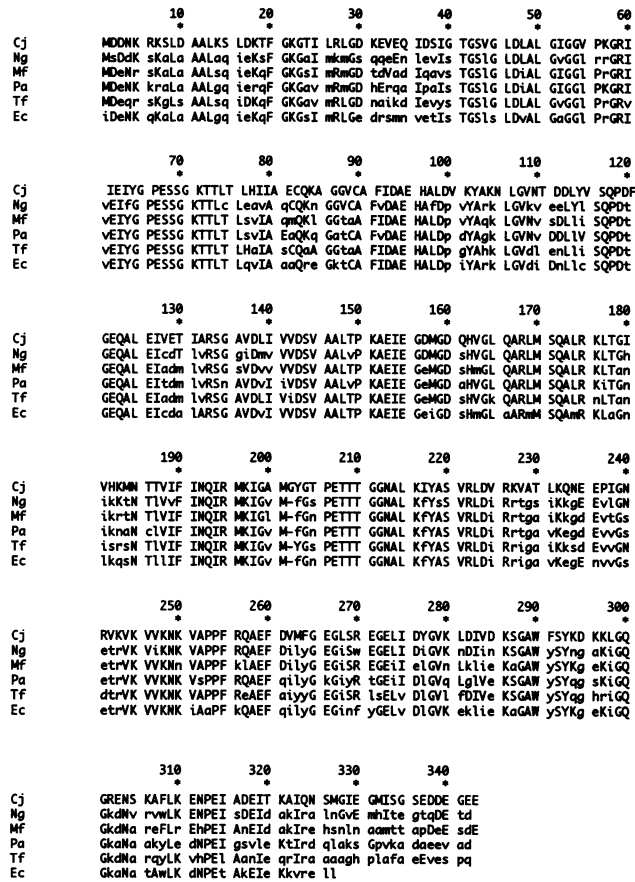 10 20 30 40 50 60
* * * * * *
Cj MDDNK RKSLD AALKS LDKTF GKGTI LRLGD KEVEQ IDSIG TGSVG LDLAL GIGGV PKGRI
Ng MsDdK sKaLa AALaq ieKsF GKGaI mkmGs qqeEn levIs TGSlG LDLAL GvGGl rrGRI
Mf MDeNr sKaLs AALsq ieKqF GKGav mRmGD tdVad Iqavs TGSlG LDiAL GIGGl PrGRI
Pa MDeNK kraLa AALgq ierqF GKGav mRmGD hErqa IpaIs TGSlG LDiAL GIGGl PkGRI
Tf MDeqr sKgLs AALsq iDKqF GKGav mRLGD naikd Ievys TGSlG LDLAL GvGGl PrGRv
Ec iDeNK qKaLa AALgq ieKqF GKGsI mRLGe drsmn vetIs TGSls LDvAL GaGGl PrGRI
70 80 90 100 110 120
* * * * * *
Cj IEIYG PESSG KTTLT LHIIA ECQKA GGVCA FIDAE HALDV KYAKN LGVNT DDLYV SQPDF
Ng vEIfG PESSG KTTLc LeavA qCQKn GGVCA FvDAE HAfDp vYArk LGVkv eeLYl SQPDt
Mf vEIYG PESSG KTTLT LsvIA qmQKl GGtaA FIDAE HALDp vYAqk LGVNv sDLli SQPDt
Pa vEIYG PESSG KTTLT LsvIA EaQKq GatCA FvDAE HALDp dYAgk LGVNv DDLlV SQPDt
Tf vEIYG PESSG KTTLT LHaIA sCQaA GGtCA FIDAE HALDp gYAhk LGVdl enLli SQPDt
Ec vEIYG PESSG KTTLT LqvIA aaQre GktCA FIDAE HALDp iYArk LGVdi DnLlc SQPDt
130 140 150 160 170 180
* * * * * *
Cj GEQAL EIVET IARSG AVDLI VVDSV AALTP KAEIE GDMGD QHVGL QARLM SQALR KLTGI
Ng GEQAL EIcdT lvRSG giDmv VVDSV AALvP KAEIE GDMGD sHVGL QARLM SQALR KLTGh
Mf GEQAL EIadm lvRSG sVDvv VVDSV AALTP KAEIE GeMGD sHmGL QARLM SQALR KLTan
Pa GEQAL EItdm lvRSn AVDvI iVDSV AALvP KAEIE GeMGD aHVGL QARLM SQALR KiTGn
Tf GEQAL EIadm lvRSG AVDLI ViDSV AALTP KAEIE GeMGD sHVGk QARLM SQALR nLTan
Ec GEQAL EIcda lARSG AVDvI VVDSV AALTP KAEIE GeiGD sHmGL aARmM SQAmR KLaGn
190 200 210 220 230 240
* * * * * *
Cj VHKMN TTVIF INQIR MKIGA MGYGT PETTT GGNAL KIYAS VRLDV RKVAT LKQNE EPIGN
Ng ikKtN TlVvF INQIR MKIGv M-fGs PETTT GGNAL KfYsS VRLDi Rrtgs iKkgE EvlGN
Mf ikrtN TlVIF INQIR MKIGl M-fGn PETTT GGNAL KfYAS VRLDi Rrtga iKkgd EvtGs
Pa iknaN clVIF INQIR MKIGv M-fGn PETTT GGNAL KfYAS VRLDi Rriga vKegd EvvGs
Tf isrsN TlVIF INQIR MKIGv M-YGs PETTT GGNAL KfYAS VRLDi Rriga iKksd EvvGN
Ec lkqsN TllIF INQIR MKIGv M-fGn PETTT GGNAL KfYAS VRLDi Rriga vKegE nvvGs
250 260 270 280 290 300
* * * * * *
Cj RVKVK VVKNK VAPPF RQAEF DVMFG EGLSR EGELI DYGVK LDIVD KSGAW FSYKD KKLGQ
Ng etrVK ViKNK VAPPF RQAEF DilyG EGiSw EGELI DiGVK nDIin KSGAW ySYng aKiGQ
Mf etrVK VVKNn VAPPF klAEF DilyG EGiSR EGEiI elGVn Lklie KaGAW ySYKg eKiGQ
Pa etrVK VVKNK VsPPF RQAEF qilyG kGiyR tGEiI DlGVq LglVe KSGAW ySYqg sKiGQ
Tf dtrVK VVKNK VAPPF ReAEF aiyyG EGiSR lsELv DlGVl fDIVe KSGAW ySYqg hriGQ
Ec etrVK VVKNK iAaPF kQAEF qilyG EGinf yGELv DlGVK eklie KaGAW ySYKg eKiGQ
310 320 330 340
* * * *
Cj GRENS KAFLK ENPEI ADEIT KAIQN SMGIE GMISG SEDDE GEE
Ng GkdNv rvwLK ENPEI sDEId akIra lnGvE mhIte gtqDE td
Mf GkdNa reFLr EHPEI AnEId akIre hsnln aamtt apDeE sdE
Pa GkaNa rqyLe dNPEI gsvle KtIrd qlaks Gpvka daeev ad
Tf GkdNa rkyLK vhPEl AanIe qrIra aaagh plafa eEves pq
Ec GkaNa tAwLK dNPEt AkEIe Kkvre ll